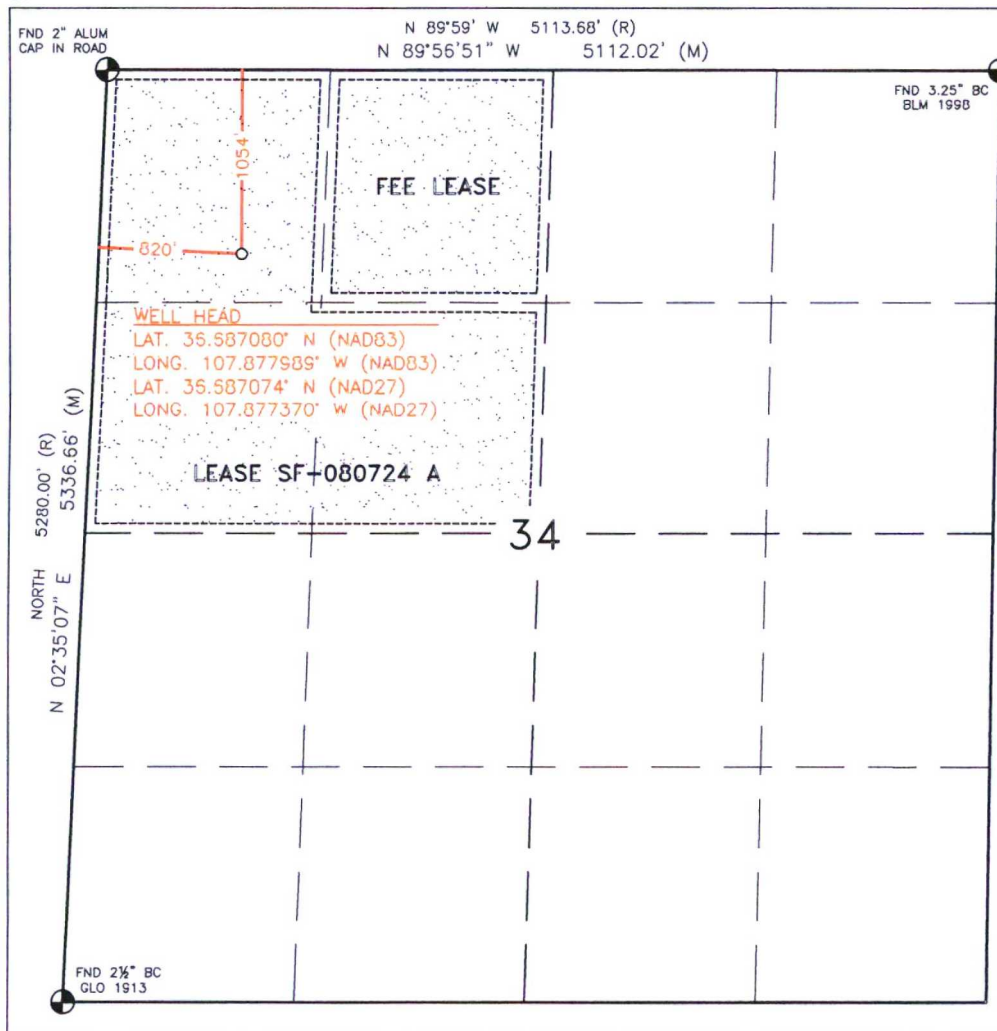 N 89°59' W 5113.68' (R)
N 89°56'51" W 5112.02' (M)
FND 2" ALUM
CAP IN ROAD
FND 3.25" BC
BLM 1998
1054'
FEE LEASE
820'
WELL HEAD
LAT. 36.587080° N (NAD83)
LONG. 107.877989° W (NAD83)
LAT. 36.587074° N (NAD27)
LONG. 107.877370° W (NAD27)
LEASE SF-080724 A
34
NORTH 5280.00' (R)
N 02°35'07" E 5336.66' (M)
FND 2½" BC
GLO 1913